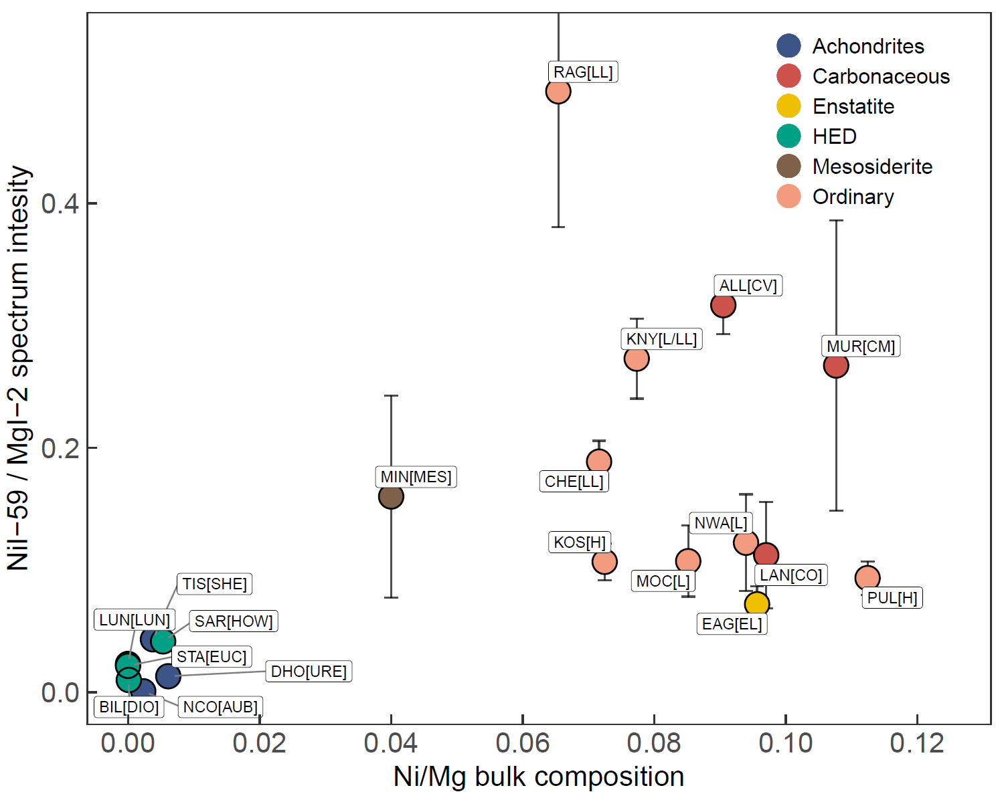 RAG[LL]
Achondrites
Carbonaceous
Enstatite
HED
Mesosiderite
Ordinary
0.4
ALL[CV]
KNY[L/LL]
MUR[CM]
0.2
MIN[MES]
CHE[LL]
NWA[L]
KOS[H]
LAN[CO]
MOC[L]
PUL[H]
EAG[EL]
TIS[SHE]
LUN[LUN]
SAR[HOW]
STA[EUC]
DHO[URE]
0.0
BIL[DIO]
NCO[AUB]
0.00
0.02
0.04
0.06
0.08
0.10
0.12
Ni/Mg bulk composition
NiI−59 / MgI−2 spectrum intesity